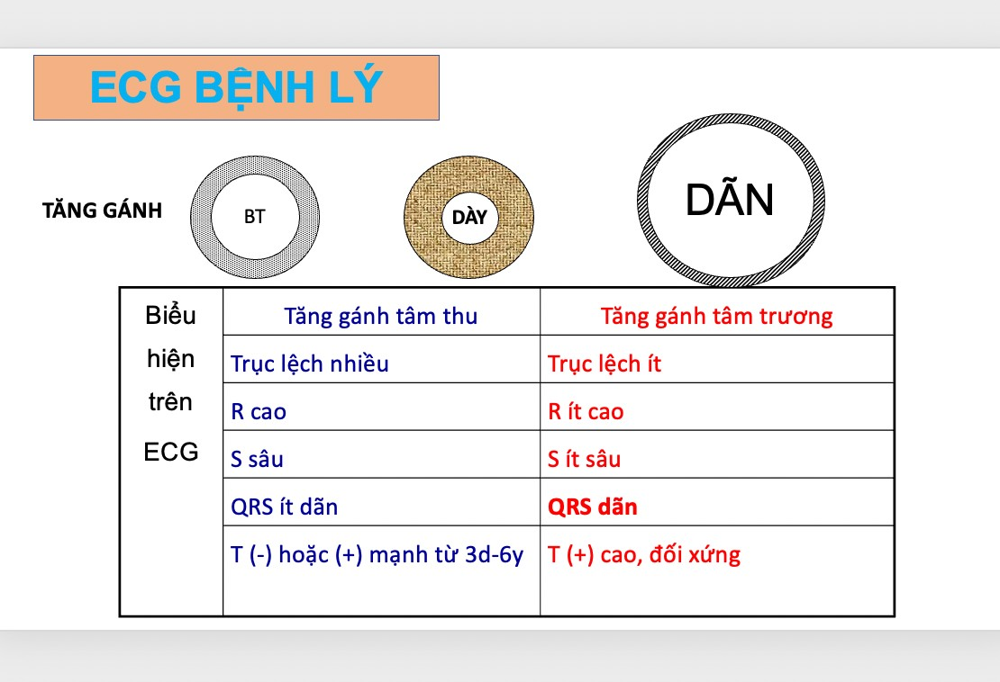 ECG BỆNH LÝ
TĂNG GÁNH
BT
DÀY
DÃN
Biểu
hiện
trên
ECG
Tăng gánh tâm thu
Tăng gánh tâm trương
Trục lệch nhiều
Trục lệch ít
R cao
R ít cao
S sâu
S ít sâu
QRS ít dãn
QRS dãn
T (-) hoặc (+) mạnh từ 3d-6y
T (+) cao, đối xứng